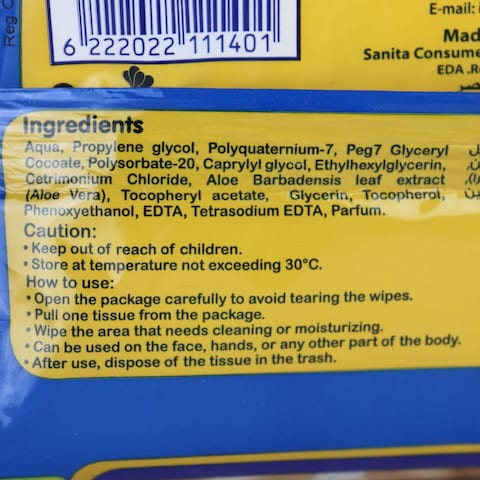 Reg
E-mail:
6 222022 111401
Mad
Sanita Consume
EDA .R
Ingredients
Aqua, Propylene glycol, Polyquaternium-7, Peg7 Glyceryl
Cocoate, Polysorbate-20, Caprylyl glycol, Ethylhexylglycerin,
Cetrimonium Chloride, Aloe Barbadensis leaf extract
(Aloe Vera), Tocopheryl acetate, Glycerin, Tocopherol,
Phenoxyethanol, EDTA, Tetrasodium EDTA, Parfum.
Caution:
• Keep out of reach of children.
• Store at temperature not exceeding 30°C.
How to use:
• Open the package carefully to avoid tearing the wipes.
• Pull one tissue from the package.
• Wipe the area that needs cleaning or moisturizing.
• Can be used on the face, hands, or any other part of the body.
• After use, dispose of the tissue in the trash.